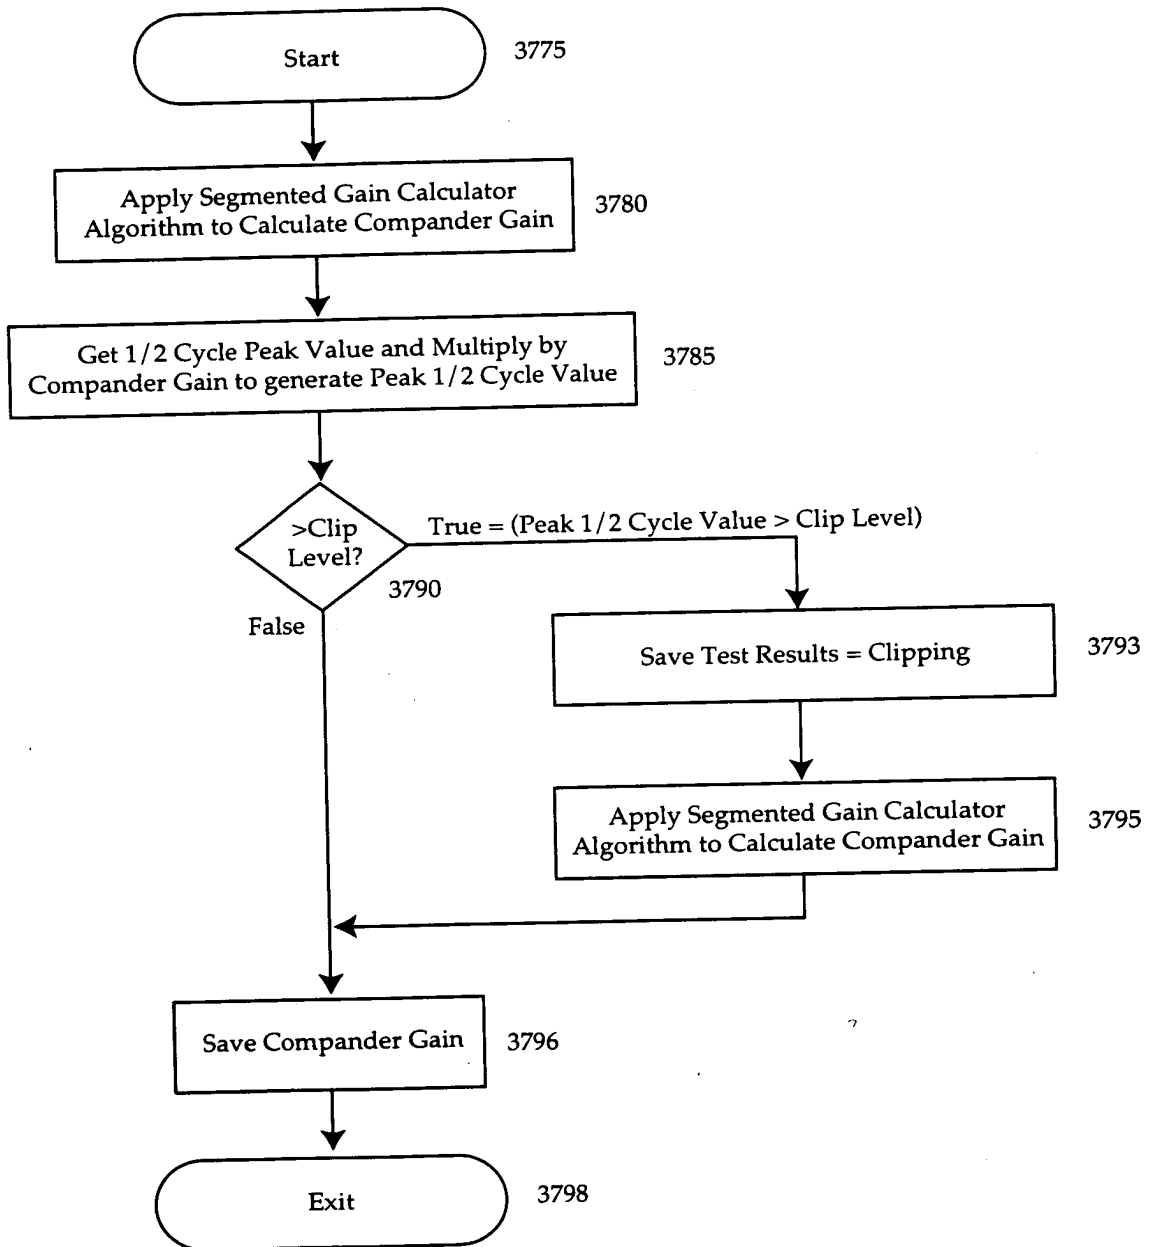 Start
3775
Apply Segmented Gain Calculator
Algorithm to Calculate Compander Gain
3780
Get 1/2 Cycle Peak Value and Multiply by
Compander Gain to generate Peak 1/2 Cycle Value
3785
>Clip
Level?
True = (Peak 1/2 Cycle Value > Clip Level)
3790
False
Save Test Results = Clipping
3793
Apply Segmented Gain Calculator
Algorithm to Calculate Compander Gain
3795
Save Compander Gain
3796
Exit
3798